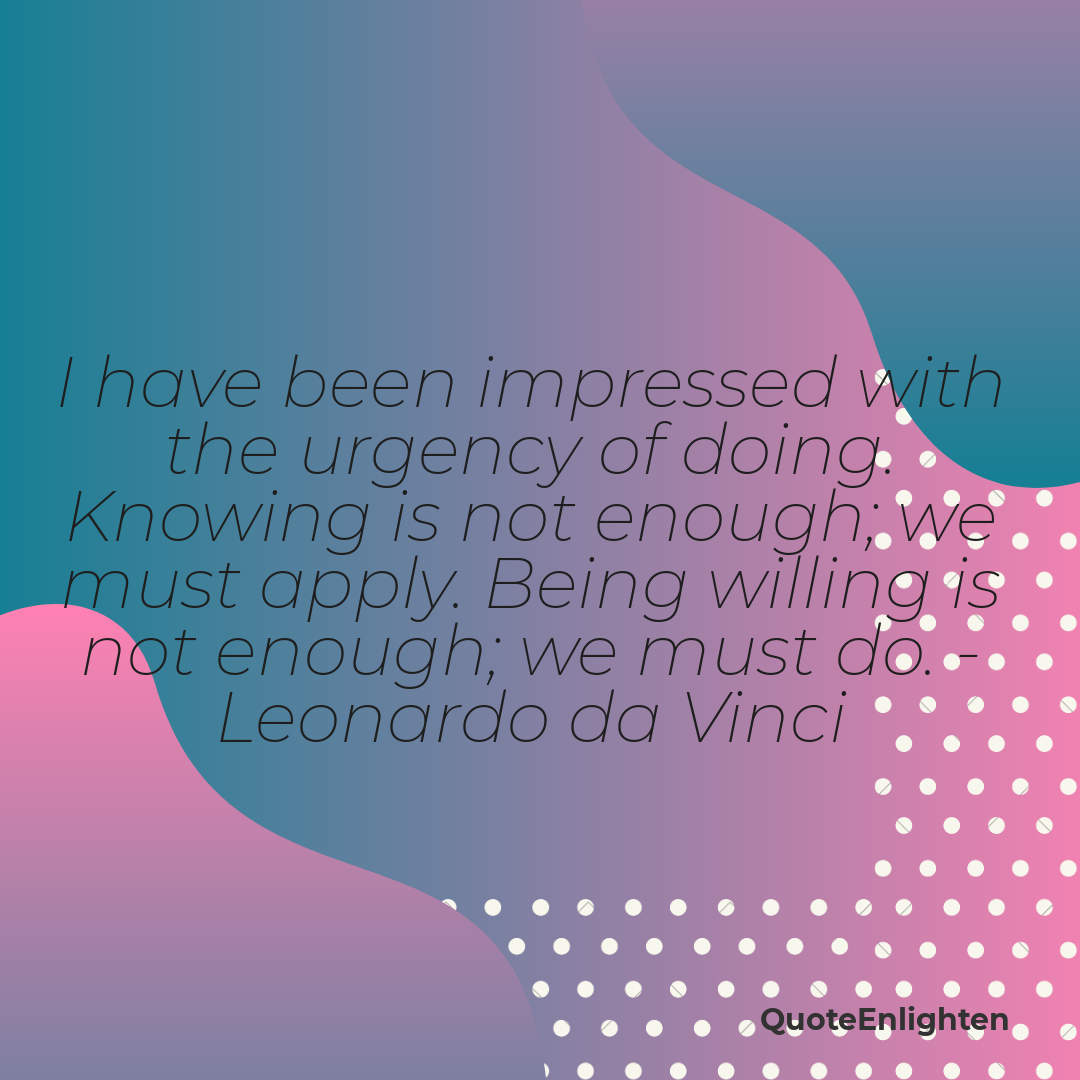 I have been impressed with
the urgency of doing.
Knowing is not enough; we
must apply. Being willing is
not enough; we must do. -
Leonardo da Vinci
QuoteEnlighten